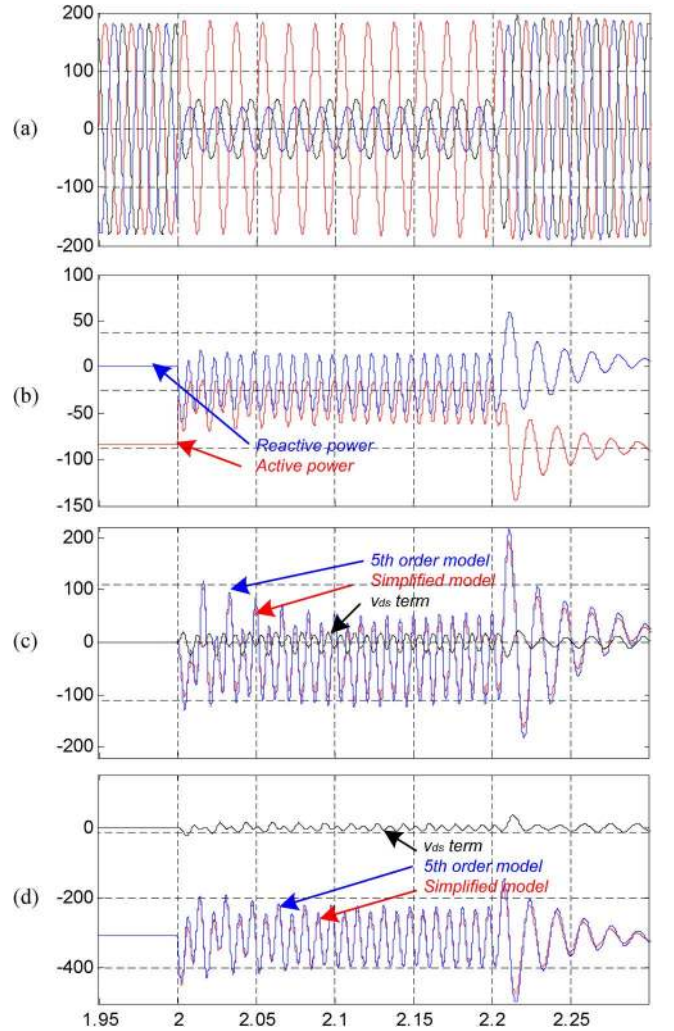 200
100
(a)
0
-100
-200
100
50
0
(b)
-50
Reactive power
Active power
-100
-150
200
5th order model
100
Simplified model
vds term
(c)
0
-100
-200
0
vds term
5th order model
Simplified model
(d)
-200
-400
1.95 2 2.05 2.1 2.15 2.2 2.25